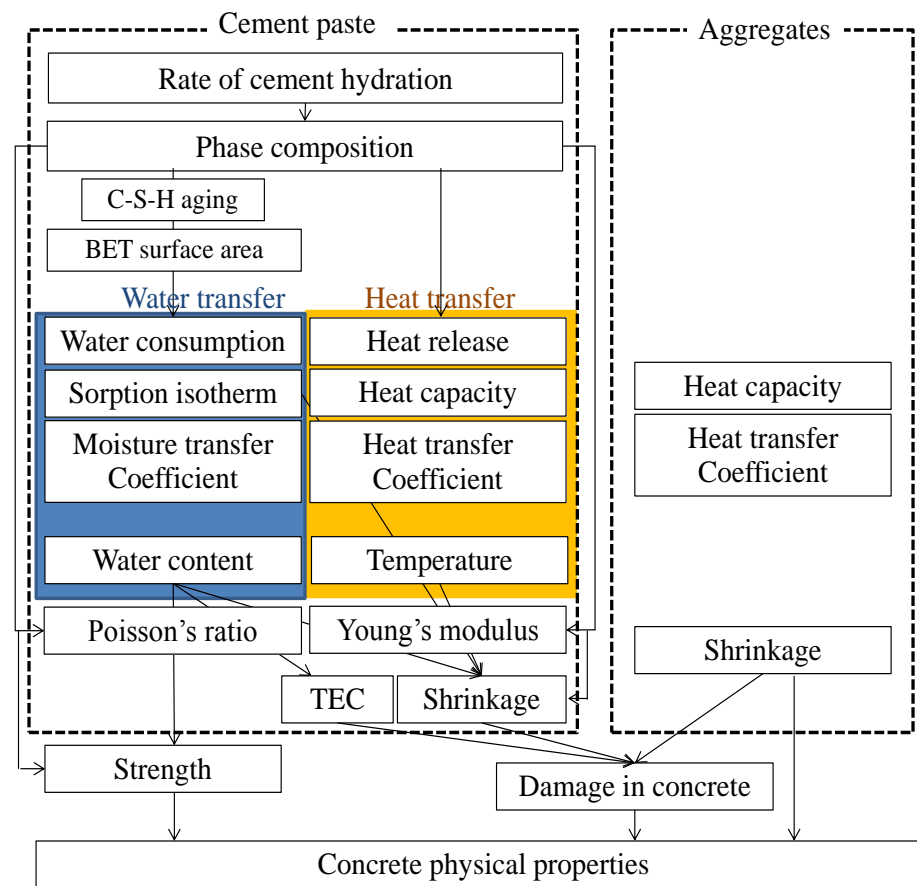 Cement paste
Aggregates
Rate of cement hydration
Phase composition
C-S-H aging
BET surface area
Water transfer
Heat transfer
Water consumption
Heat release
Sorption isotherm
Heat capacity
Heat capacity
Moisture transfer
Coefficient
Heat transfer
Coefficient
Heat transfer
Coefficient
Water content
Temperature
Poisson's ratio
Young's modulus
Shrinkage
TEC
Shrinkage
Strength
Damage in concrete
Concrete physical properties